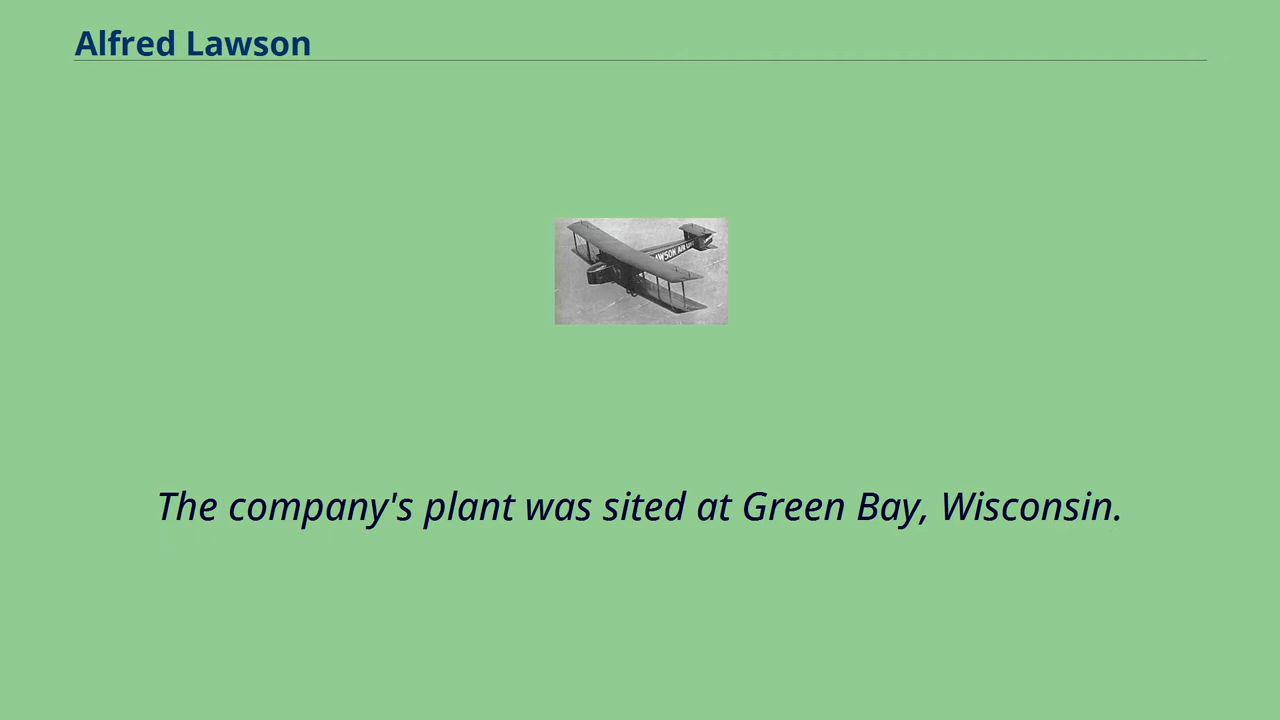 Alfred Lawson
The company's plant was sited at Green Bay, Wisconsin.